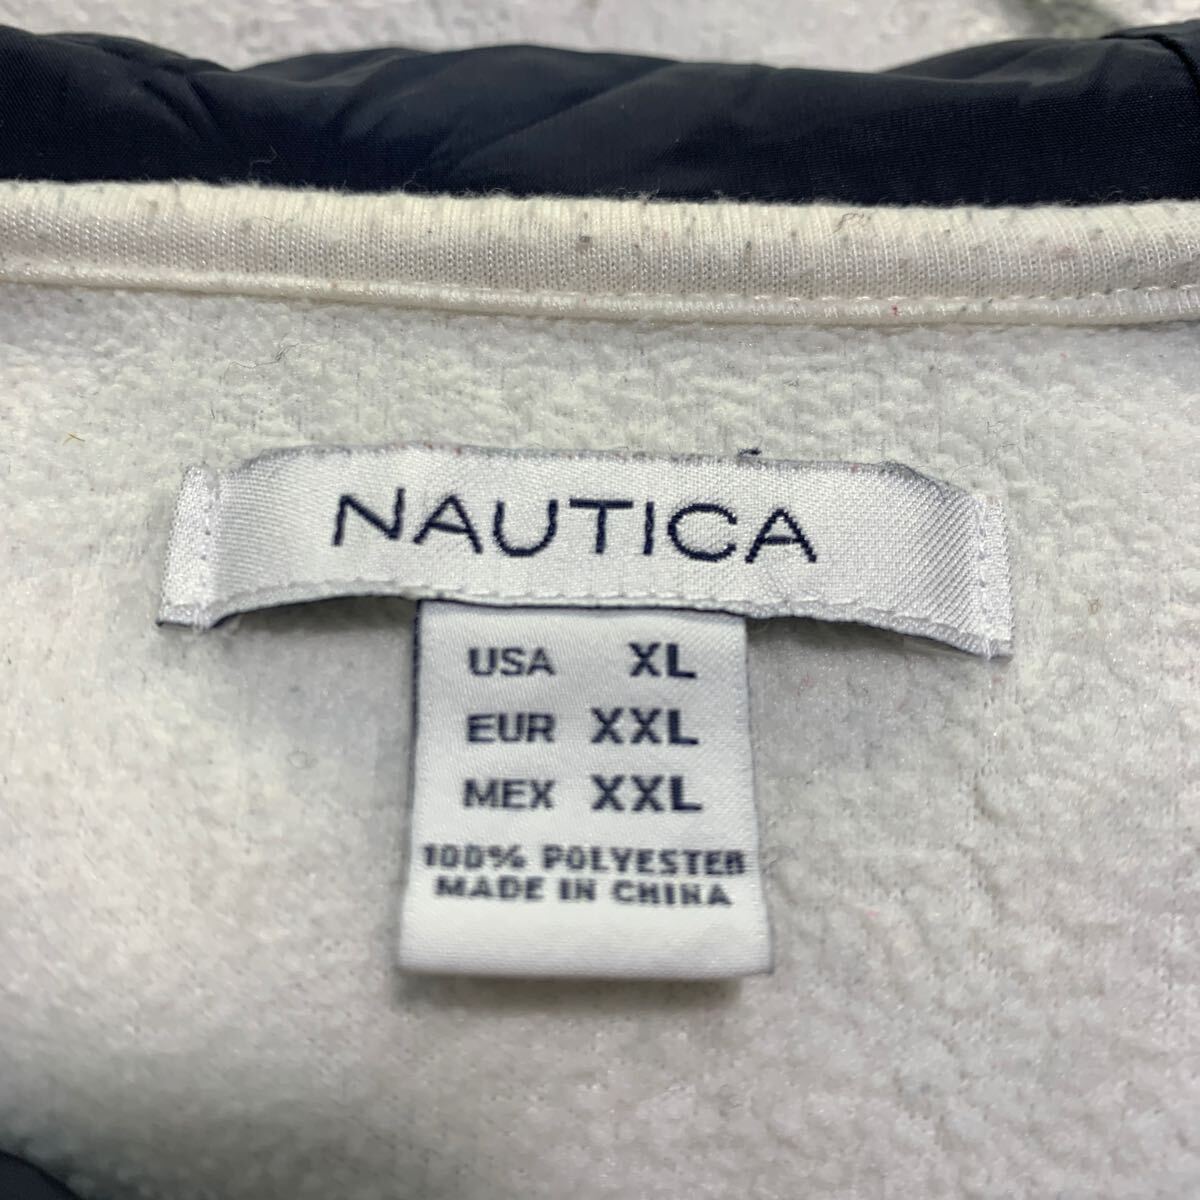 NAUTICA
USA XL
EUR XXL
MEX XXL
100% POLYESTER
MADE IN CHINA